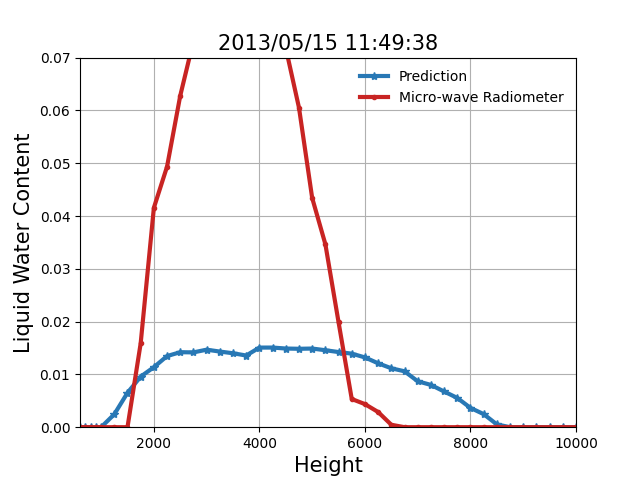 2013/05/15 11:49:38
Prediction
Micro-wave Radiometer
Liquid Water Content
0.07
0.06
0.05
0.04
0.03
0.02
0.01
0.00
2000 4000 6000 8000 10000
Height